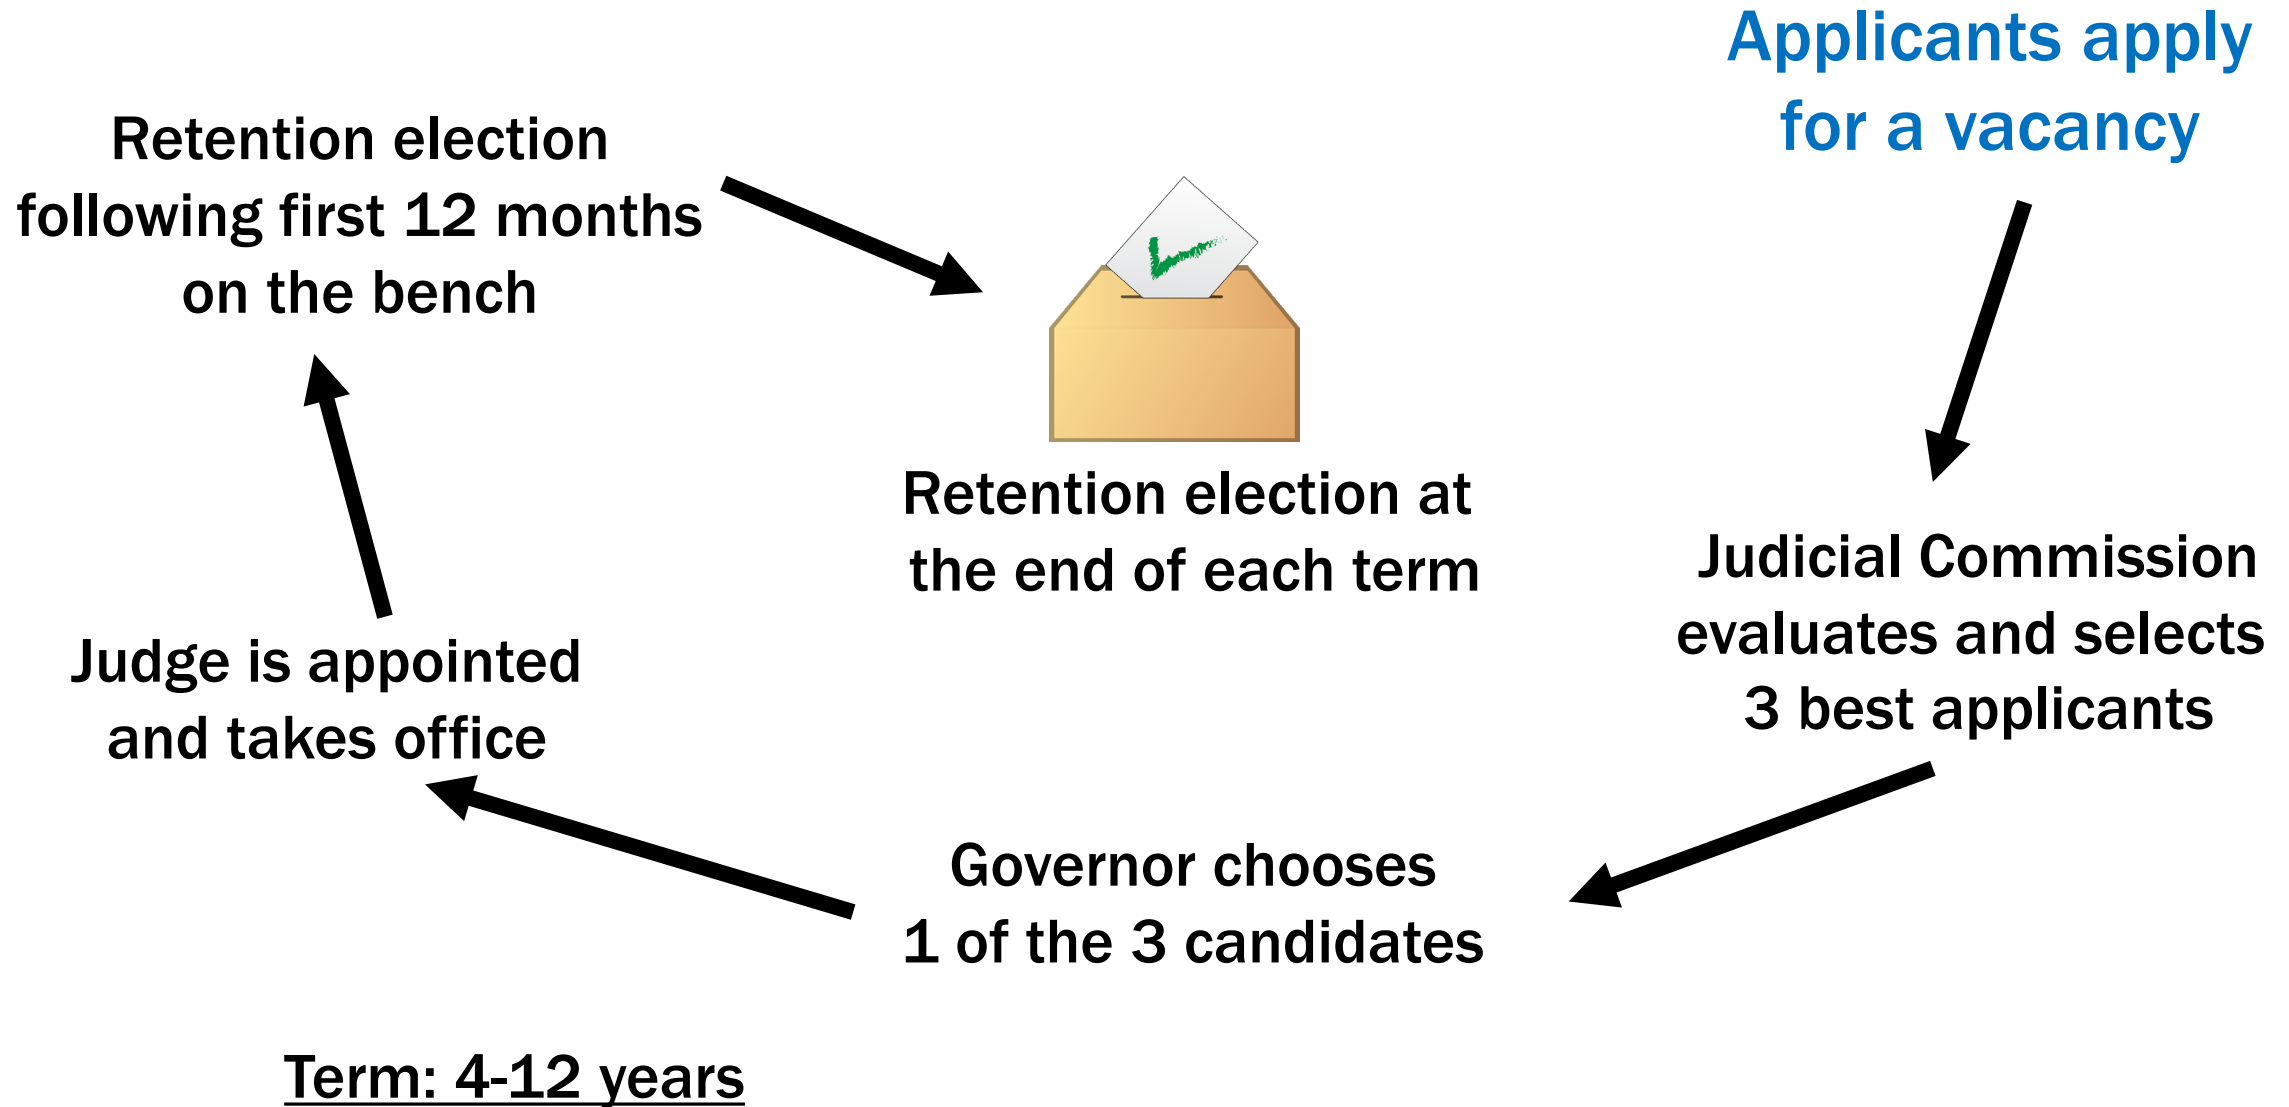 Applicants apply
for a vacancy
Judicial Commission
evaluates and selects
3 best applicants
Governor chooses
1 of the 3 candidates
Judge is appointed
and takes office
Retention election
following first 12 months
on the bench
Retention election at
the end of each term
Term: 4-12 years